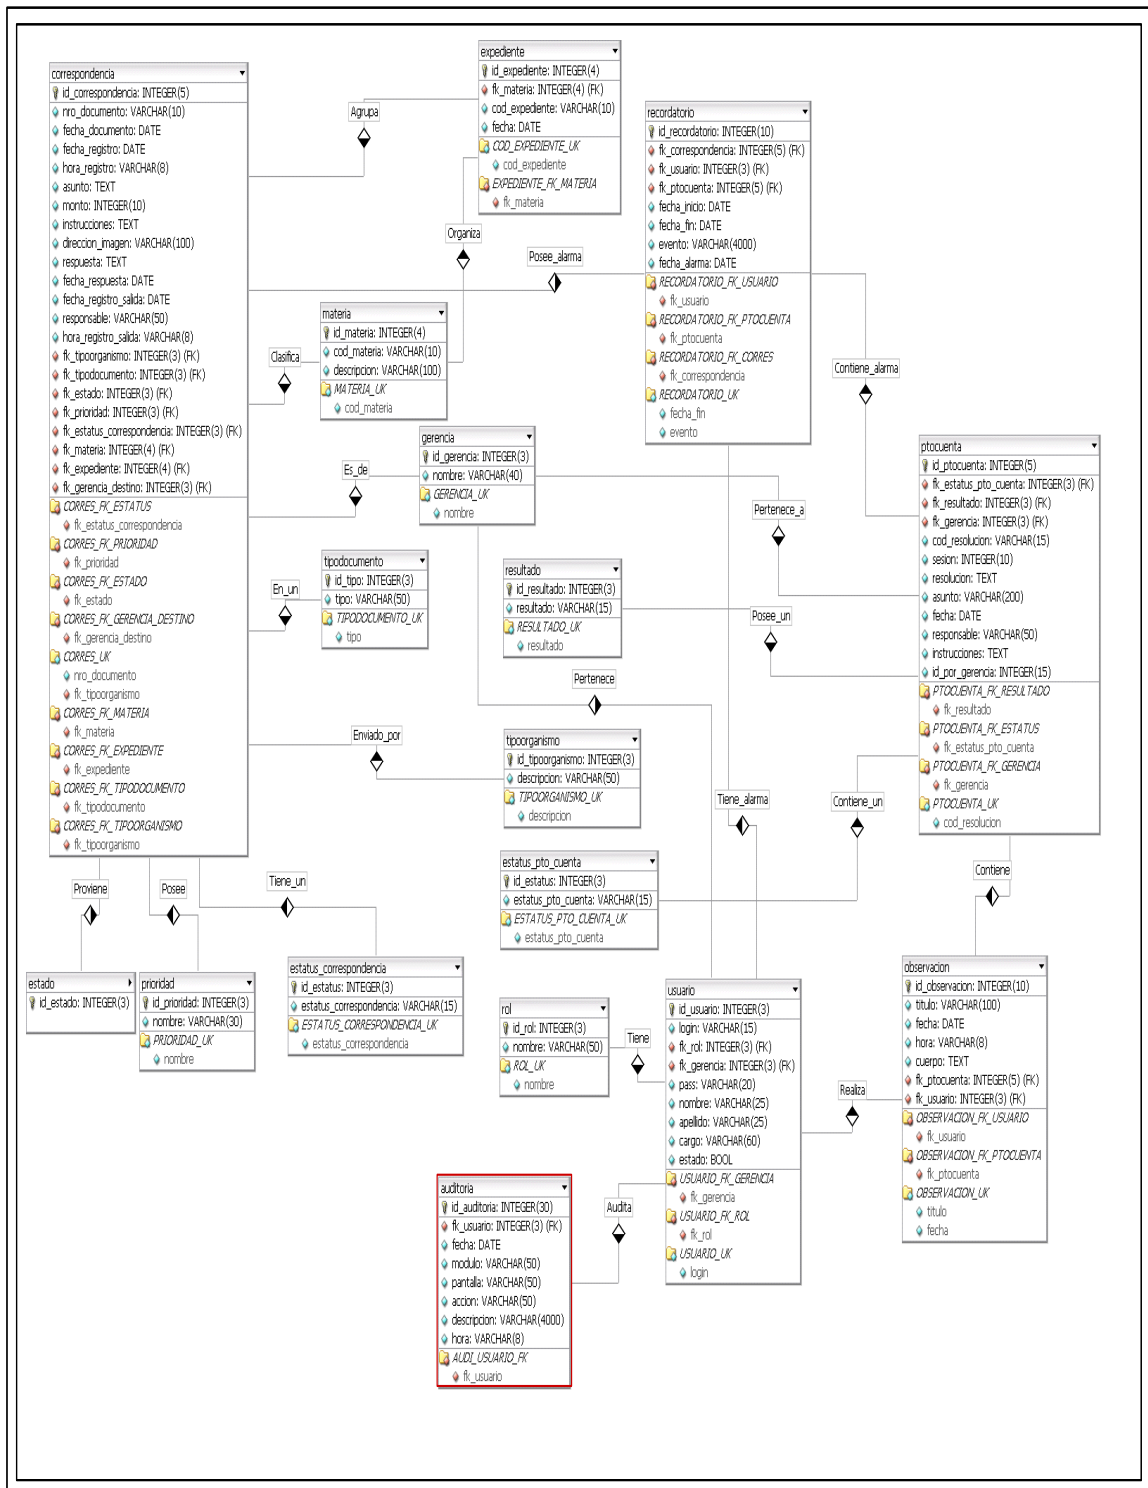 correspondencia
id_correspondencia: INTEGER(5)
nro_documento: VARCHAR(10)
fecha_documento: DATE
fecha_registro: DATE
hora_registro: VARCHAR(8)
asunto: TEXT
monto: INTEGER(10)
instrucciones: TEXT
direccion_imagen: VARCHAR(100)
respuesta: TEXT
fecha_respuesta: DATE
fecha_registro_salida: DATE
responsable: VARCHAR(50)
hora_registro_salida: VARCHAR(8)
fk_tipoorganismo: INTEGER(3) (FK)
fk_tipodocumento: INTEGER(3) (FK)
fk_estado: INTEGER(3) (FK)
fk_prioridad: INTEGER(3) (FK)
fk_estatus_correspondencia: INTEGER(3) (FK)
fk_materia: INTEGER(4) (FK)
fk_expediente: INTEGER(4) (FK)
fk_gerencia_destino: INTEGER(3) (FK)
CORRES_FK_ESTATUS
fk_estatus_correspondencia
CORRES_FK_PRIORIDAD
fk_prioridad
CORRES_FK_ESTADO
fk_estado
CORRES_FK_GERENCIA_DESTINO
fk_gerencia_destino
CORRES_UK
nro_documento
fk_tipoorganismo
CORRES_FK_MATERIA
fk_materia
CORRES_FK_EXPEDIENTE
fk_expediente
CORRES_FK_TIPODOCUMENTO
fk_tipodocumento
CORRES_FK_TIPOORGANISMO
fk_tipoorganismo
Agrupa
expediente
id_expediente: INTEGER(4)
fk_materia: INTEGER(4) (FK)
cod_expediente: VARCHAR(10)
fecha: DATE
COD_EXPEDIENTE_UK
cod_expediente
EXPEDIENTE_FK_MATERIA
fk_materia
Organiza
Posee_alarma
recordatorio
id_recordatorio: INTEGER(10)
fk_correspondencia: INTEGER(5) (FK)
fk_usuario: INTEGER(3) (FK)
fk_ptocuenta: INTEGER(5) (FK)
fecha_inicio: DATE
fecha_fin: DATE
evento: VARCHAR(4000)
fecha_alarma: DATE
RECORDATORIO_FK_USUARIO
fk_usuario
RECORDATORIO_FK_PTOCUENTA
fk_ptocuenta
RECORDATORIO_FK_CORRES
fk_correspondencia
RECORDATORIO_UK
fecha_fin
evento
Contiene_alarma
Clasifica
materia
id_materia: INTEGER(4)
cod_materia: VARCHAR(10)
descripcion: VARCHAR(100)
MATERIA_UK
cod_materia
Es_de
gerencia
id_gerencia: INTEGER(3)
nombre: VARCHAR(40)
GERENCIA_UK
nombre
Pertenece_a
ptocuenta
id_ptocuenta: INTEGER(5)
fk_estatus_pto_cuenta: INTEGER(3) (FK)
fk_resultado: INTEGER(3) (FK)
fk_gerencia: INTEGER(3) (FK)
cod_resolucion: VARCHAR(15)
sesion: INTEGER(10)
resolucion: TEXT
asunto: VARCHAR(200)
fecha: DATE
responsable: VARCHAR(50)
instrucciones: TEXT
id_por_gerencia: INTEGER(15)
PTOCUENTA_FK_RESULTADO
fk_resultado
PTOCUENTA_FK_ESTATUS
fk_estatus_pto_cuenta
PTOCUENTA_FK_GERENCIA
fk_gerencia
PTOCUENTA_UK
cod_resolucion
En_un
tipodocumento
id_tipo: INTEGER(3)
tipo: VARCHAR(50)
TIPODOCUMENTO_UK
tipo
resultado
id_resultado: INTEGER(3)
resultado: VARCHAR(15)
RESULTADO_UK
resultado
Posee_un
Pertenece
Enviado_por
tipoorganismo
id_tipoorganismo: INTEGER(3)
descripcion: VARCHAR(50)
TIPOORGANISMO_UK
descripcion
Tiene_alarma
Contiene_un
estatus_pto_cuenta
id_estatus: INTEGER(3)
estatus_pto_cuenta: VARCHAR(15)
ESTATUS_PTO_CUENTA_UK
estatus_pto_cuenta
Contiene
Proviene
Posee
Tiene_un
estado
id_estado: INTEGER(3)
prioridad
id_prioridad: INTEGER(3)
nombre: VARCHAR(30)
PRIORIDAD_UK
nombre
estatus_correspondencia
id_estatus: INTEGER(3)
estatus_correspondencia: VARCHAR(15)
ESTATUS_CORRESPONDENCIA_UK
estatus_correspondencia
rol
id_rol: INTEGER(3)
nombre: VARCHAR(50)
ROL_UK
nombre
Tiene
usuario
id_usuario: INTEGER(3)
login: VARCHAR(15)
fk_rol: INTEGER(3) (FK)
fk_gerencia: INTEGER(3) (FK)
pass: VARCHAR(20)
nombre: VARCHAR(25)
apellido: VARCHAR(25)
cargo: VARCHAR(60)
estado: BOOL
USUARIO_FK_GERENCIA
fk_gerencia
USUARIO_FK_ROL
fk_rol
USUARIO_UK
login
Realiza
observacion
id_observacion: INTEGER(10)
titulo: VARCHAR(100)
fecha: DATE
hora: VARCHAR(8)
cuerpo: TEXT
fk_ptocuenta: INTEGER(5) (FK)
fk_usuario: INTEGER(3) (FK)
OBSERVACION_FK_USUARIO
fk_usuario
OBSERVACION_FK_PTOCUENTA
fk_ptocuenta
OBSERVACION_UK
titulo
fecha
Audita
auditoria
id_auditoria: INTEGER(30)
fk_usuario: INTEGER(3) (FK)
fecha: DATE
modulo: VARCHAR(50)
pantalla: VARCHAR(50)
accion: VARCHAR(50)
descripcion: VARCHAR(4000)
hora: VARCHAR(8)
AUDI_USUARIO_FK
fk_usuario